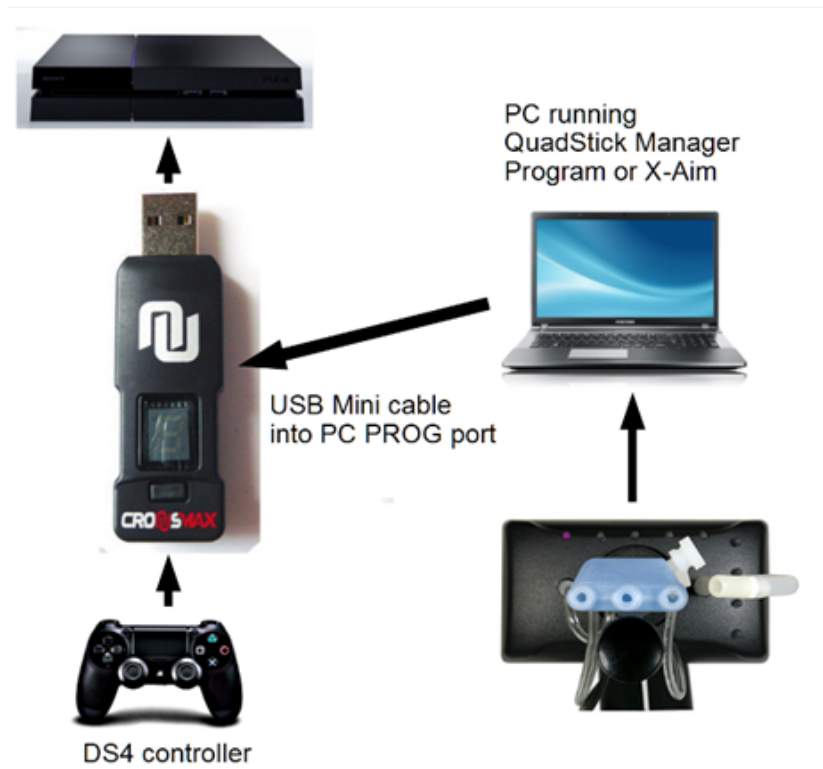 PC running
QuadStick Manager
Program or X-Aim
USB Mini cable
into PC PROG port
CRONUSMAX
DS4 controller